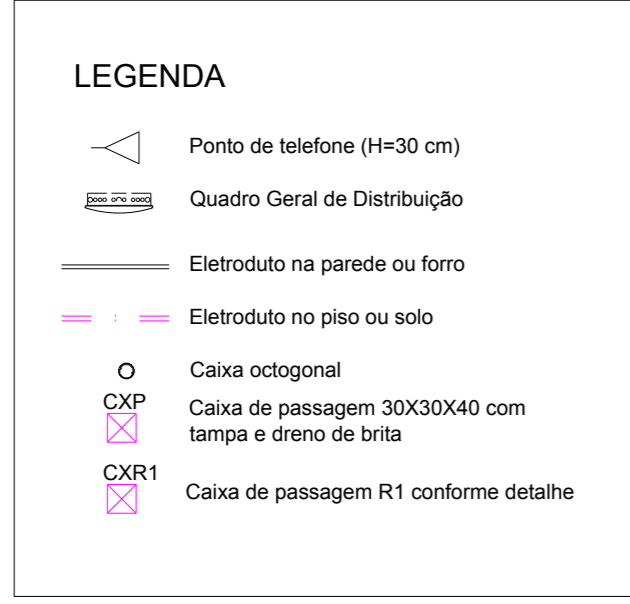 LEGENDA
Ponto de telefone (H=30 cm)
Quadro Geral de Distribuição
Eletroduto na parede ou forro
Eletroduto no piso ou solo
Caixa octogonal
CXP
Caixa de passagem 30X30X40 com
tampa e dreno de brita
CXR1
Caixa de passagem R1 conforme detalhe